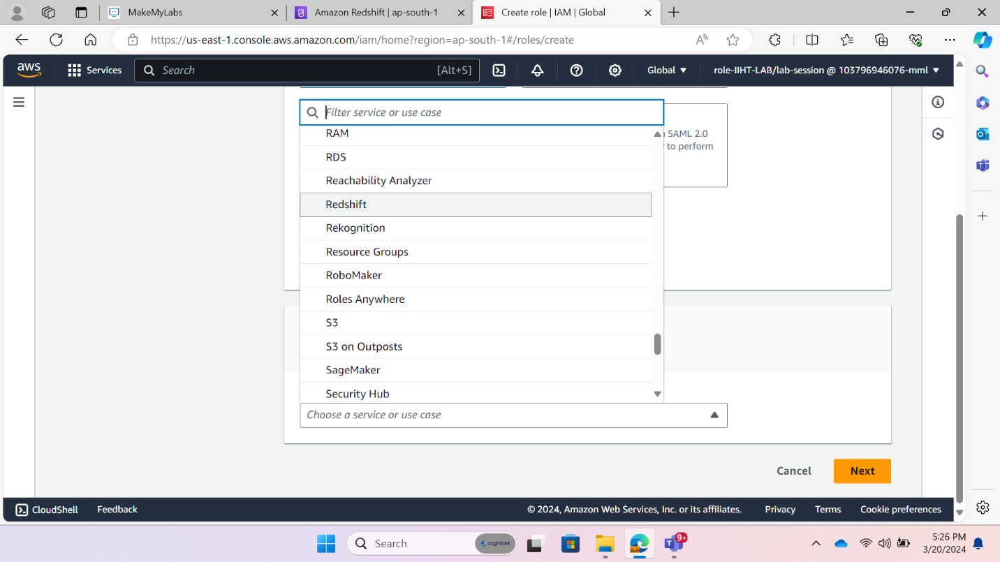 MakeMyLabs
Amazon Redshift | ap-south-1
Create role | IAM | Global
https://us-east-1.console.aws.amazon.com/iam/home?region=ap-south-1#/roles/create
aws
Services
Search
[Alt+S]
Global
role-IIHT-LAB/lab-session @ 103796946076-mml
Filter service or use case
RAM
SAML 2.0
RDS
to perform
Reachability Analyzer
Redshift
Rekognition
Resource Groups
RoboMaker
Roles Anywhere
S3
S3 on Outposts
SageMaker
Security Hub
Choose a service or use case
Cancel
Next
CloudShell
Feedback
© 2024, Amazon Web Services, Inc. or its affiliates.
Privacy
Terms
Cookie preferences
Search
cognizant
9+
5:26 PM
3/20/2024